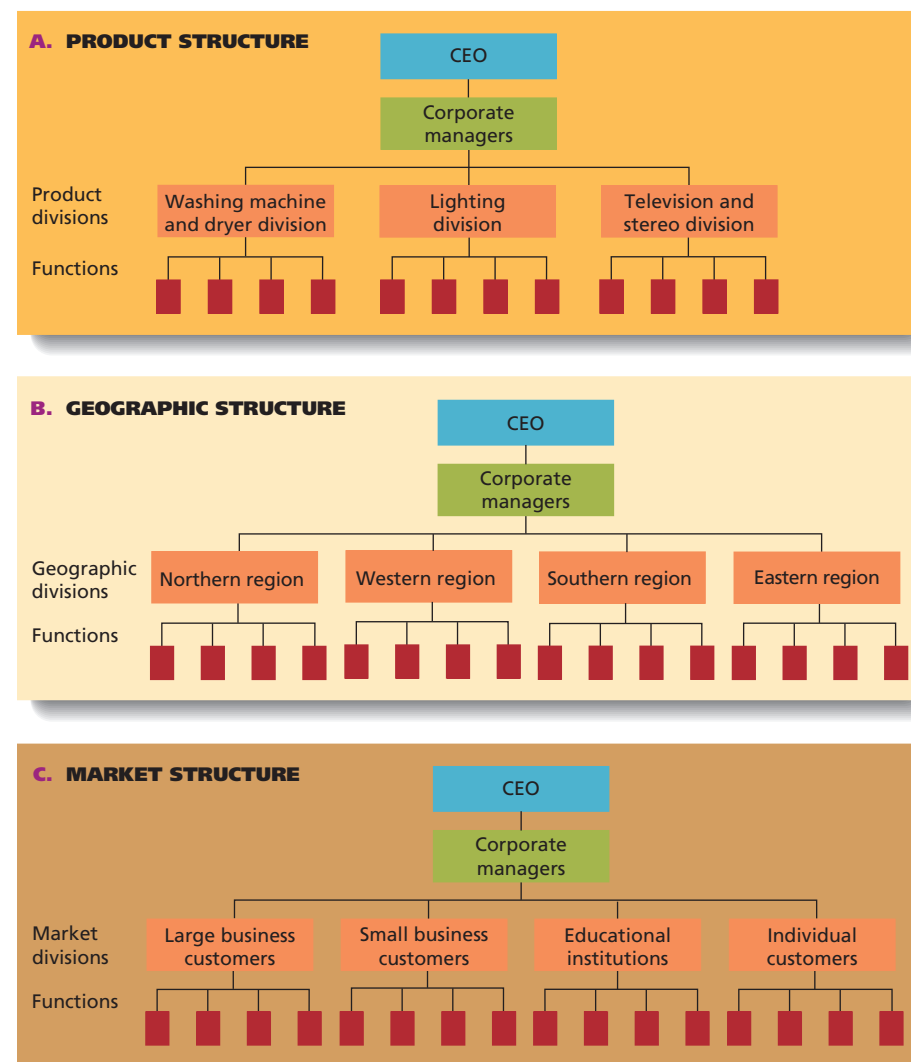 A. PRODUCT STRUCTURE
CEO
Corporate
managers
Product
divisions
Washing machine
and dryer division
Lighting
division
Television and
stereo division
Functions
B. GEOGRAPHIC STRUCTURE
CEO
Corporate
managers
Geographic
divisions
Northern region
Western region
Southern region
Eastern region
Functions
C. MARKET STRUCTURE
CEO
Corporate
managers
Market
divisions
Large business
customers
Small business
customers
Educational
institutions
Individual
customers
Functions